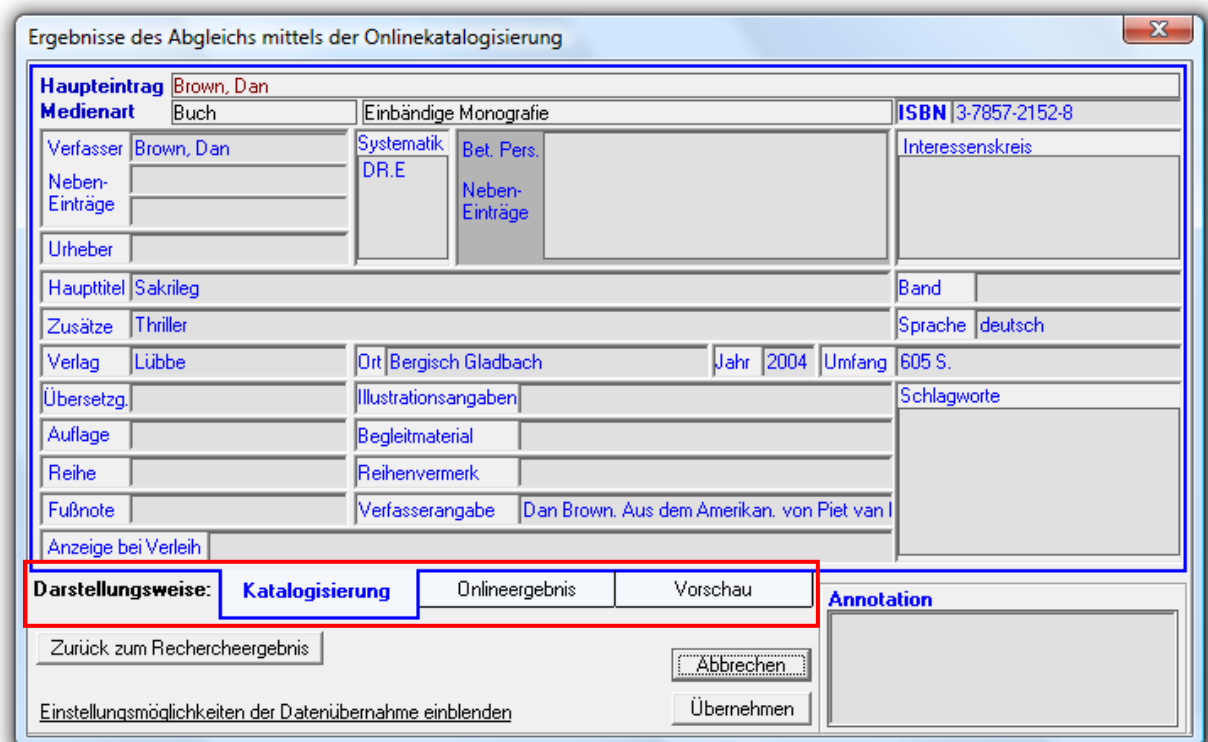 Ergebnisse des Abgleichs mittels der Onlinekatalogisierung
Haupteintrag Brown, Dan
Medienart Buch Einbändige Monografie ISBN 3-7857-2152-8
Verfasser Brown, Dan Systematik Bet. Pers. Interessenskreis
DR.E
Neben-
Einträge
Neben-
Einträge
Urheber
Haupttitel Sakrileg Band
Zusätze Thriller Sprache deutsch
Verlag Lübbe Ort Bergisch Gladbach Jahr 2004 Umfang 605 S.
Übersetzg. Illustrationsangaben Schlagworte
Auflage Begleitmaterial
Reihe Reihenvermerk
Fußnote Verfasserangabe Dan Brown. Aus dem Amerikan. von Piet van
Anzeige bei Verleih
Darstellungsweise: Katalogisierung Onlineergebnis Vorschau
Annotation
Zurück zum Rechercheergebnis
Abbrechen
Einstellungsmöglichkeiten der Datenübernahme einblenden
Übernehmen